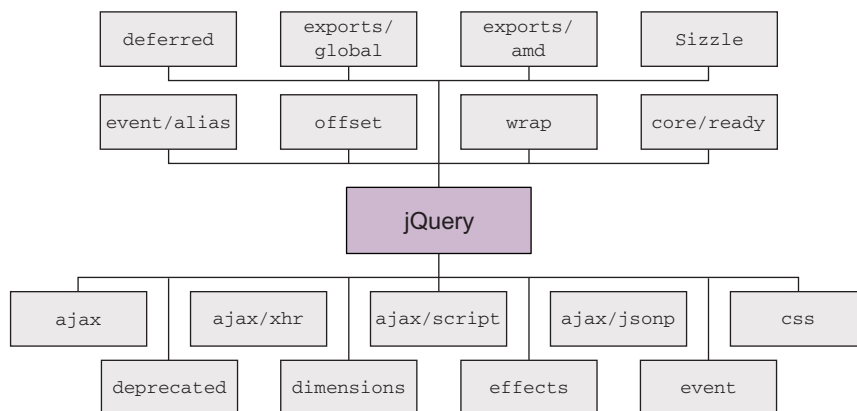 deferred
exports/
global
exports/
amd
Sizzle
event/alias
offset
wrap
core/ready
jQuery
ajax
ajax/xhr
ajax/script
ajax/jsonp
css
deprecated
dimensions
effects
event